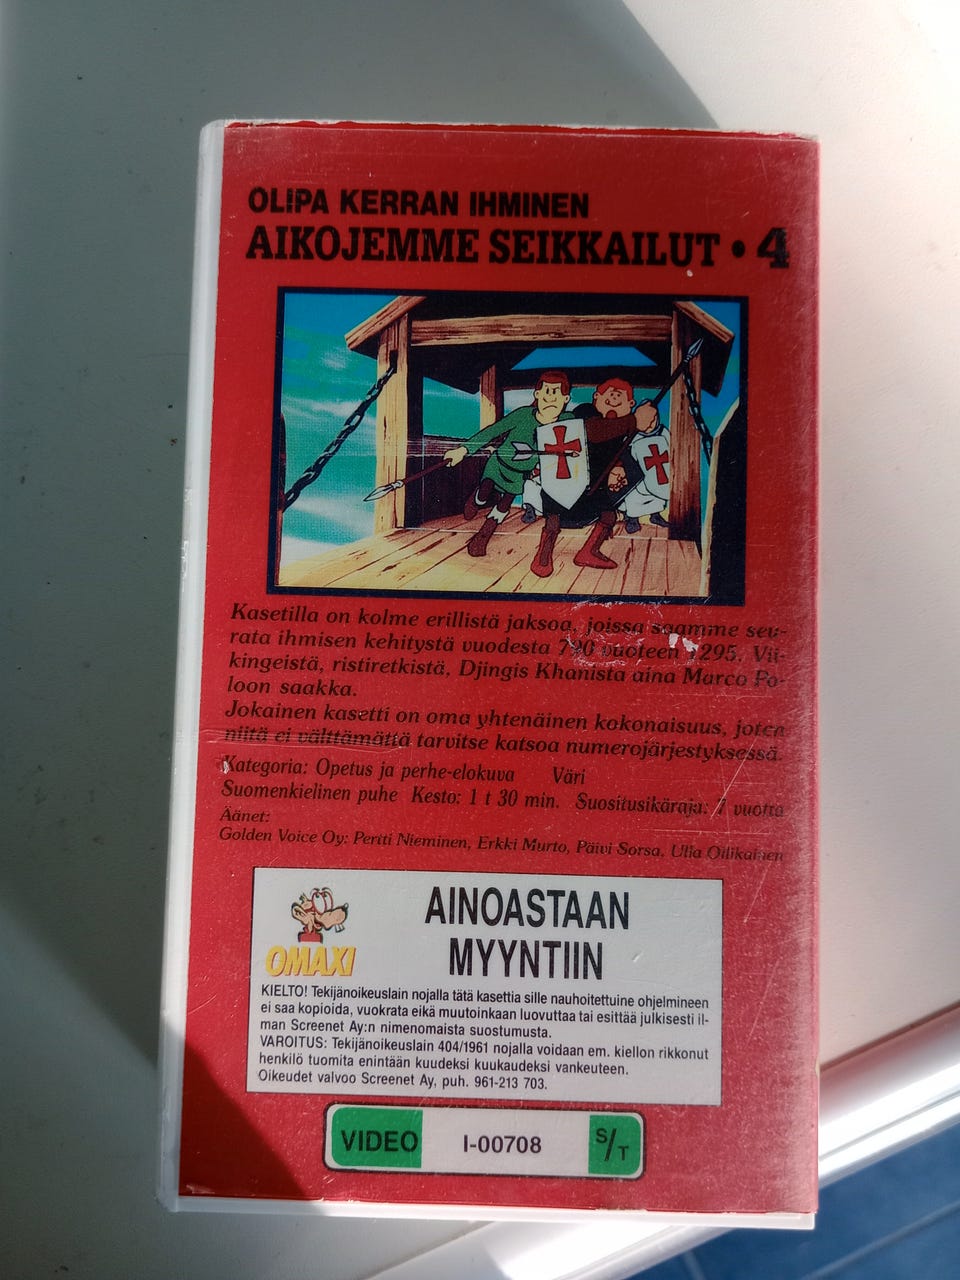 OLIPA KERRAN IHMINEN
AIKOJEMME SEIKKAILUT • 4
Kasetilla on kolme erillistä jaksoa, joissa saamme seu-
rata ihmisen kehitystä vuodesta 790 vuoteen 1295. Vii-
kingeistä, ristiretkistä, Djingis Khanista aina Marco Po-
loon saakka.
Jokainen kasetti on oma yhtenäinen kokonaisuus, joten
niitä ei välttämättä tarvitse katsoa numerojärjestyksessä.
Kategoria: Opetus ja perhe-elokuva Väri
Suomenkielinen puhe Kesto: 1 t 30 min. Suositusikäraja: 7 vuotta
Äänet:
Golden Voice Oy: Pertti Nieminen, Erkki Murto, Päivi Sorsa, Ulla Ollikainen
OMAXI
AINOASTAAN
MYYNTIIN
KIELTO! Tekijänoikeuslain nojalla tätä kasettia sille nauhoitettuine ohjelmineen
ei saa kopioida, vuokrata eikä muutoinkaan luovuttaa tai esittää julkisesti il-
man Screenet Ay:n nimenomaista suostumusta.
VAROITUS: Tekijänoikeuslain 404/1961 nojalla voidaan em. kiellon rikkonut
henkilö tuomita enintään kuudeksi kuukaudeksi vankeuteen.
Oikeudet valvoo Screenet Ay, puh. 961-213 703.
VIDEO I-00708 S/T